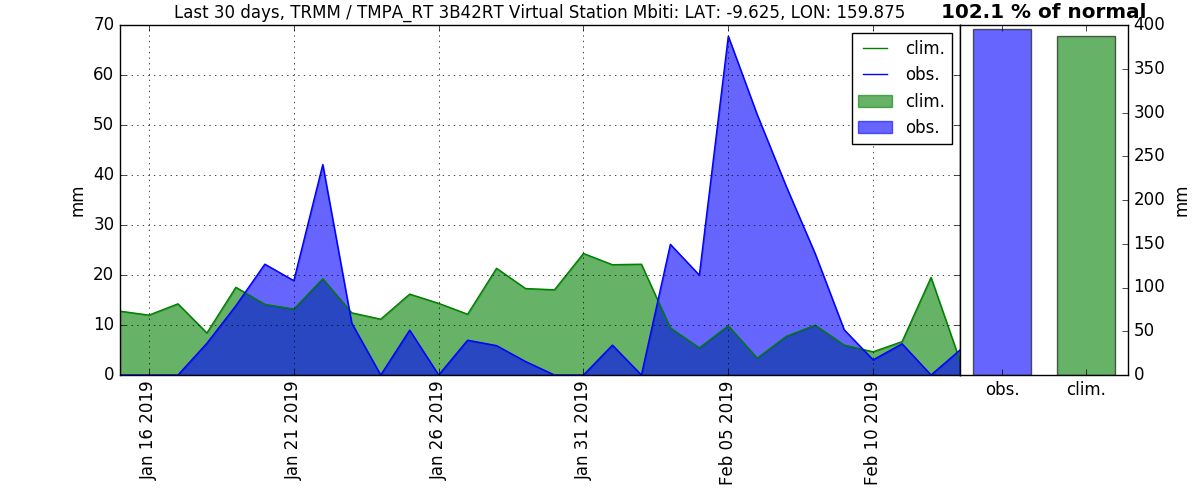 Last 30 days, TRMM / TMPA_RT 3B42RT Virtual Station Mbiti: LAT: -9.625, LON: 159.875
102.1 % of normal
70
60
50
40
30
20
10
0
mm
clim.
obs.
clim.
obs.
Jan 16 2019
Jan 21 2019
Jan 26 2019
Jan 31 2019
Feb 05 2019
Feb 10 2019
400
350
300
250
200
150
100
50
0
mm
obs.
clim.